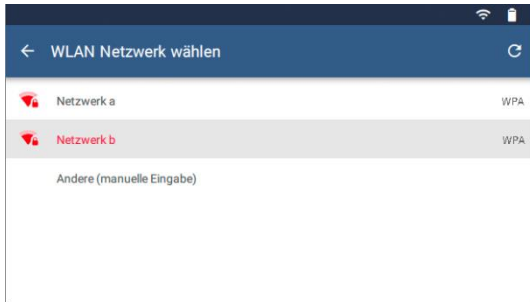 WLAN Netzwerk wählen
Netzwerk a WPA
Netzwerk b WPA
Andere (manuelle Eingabe)